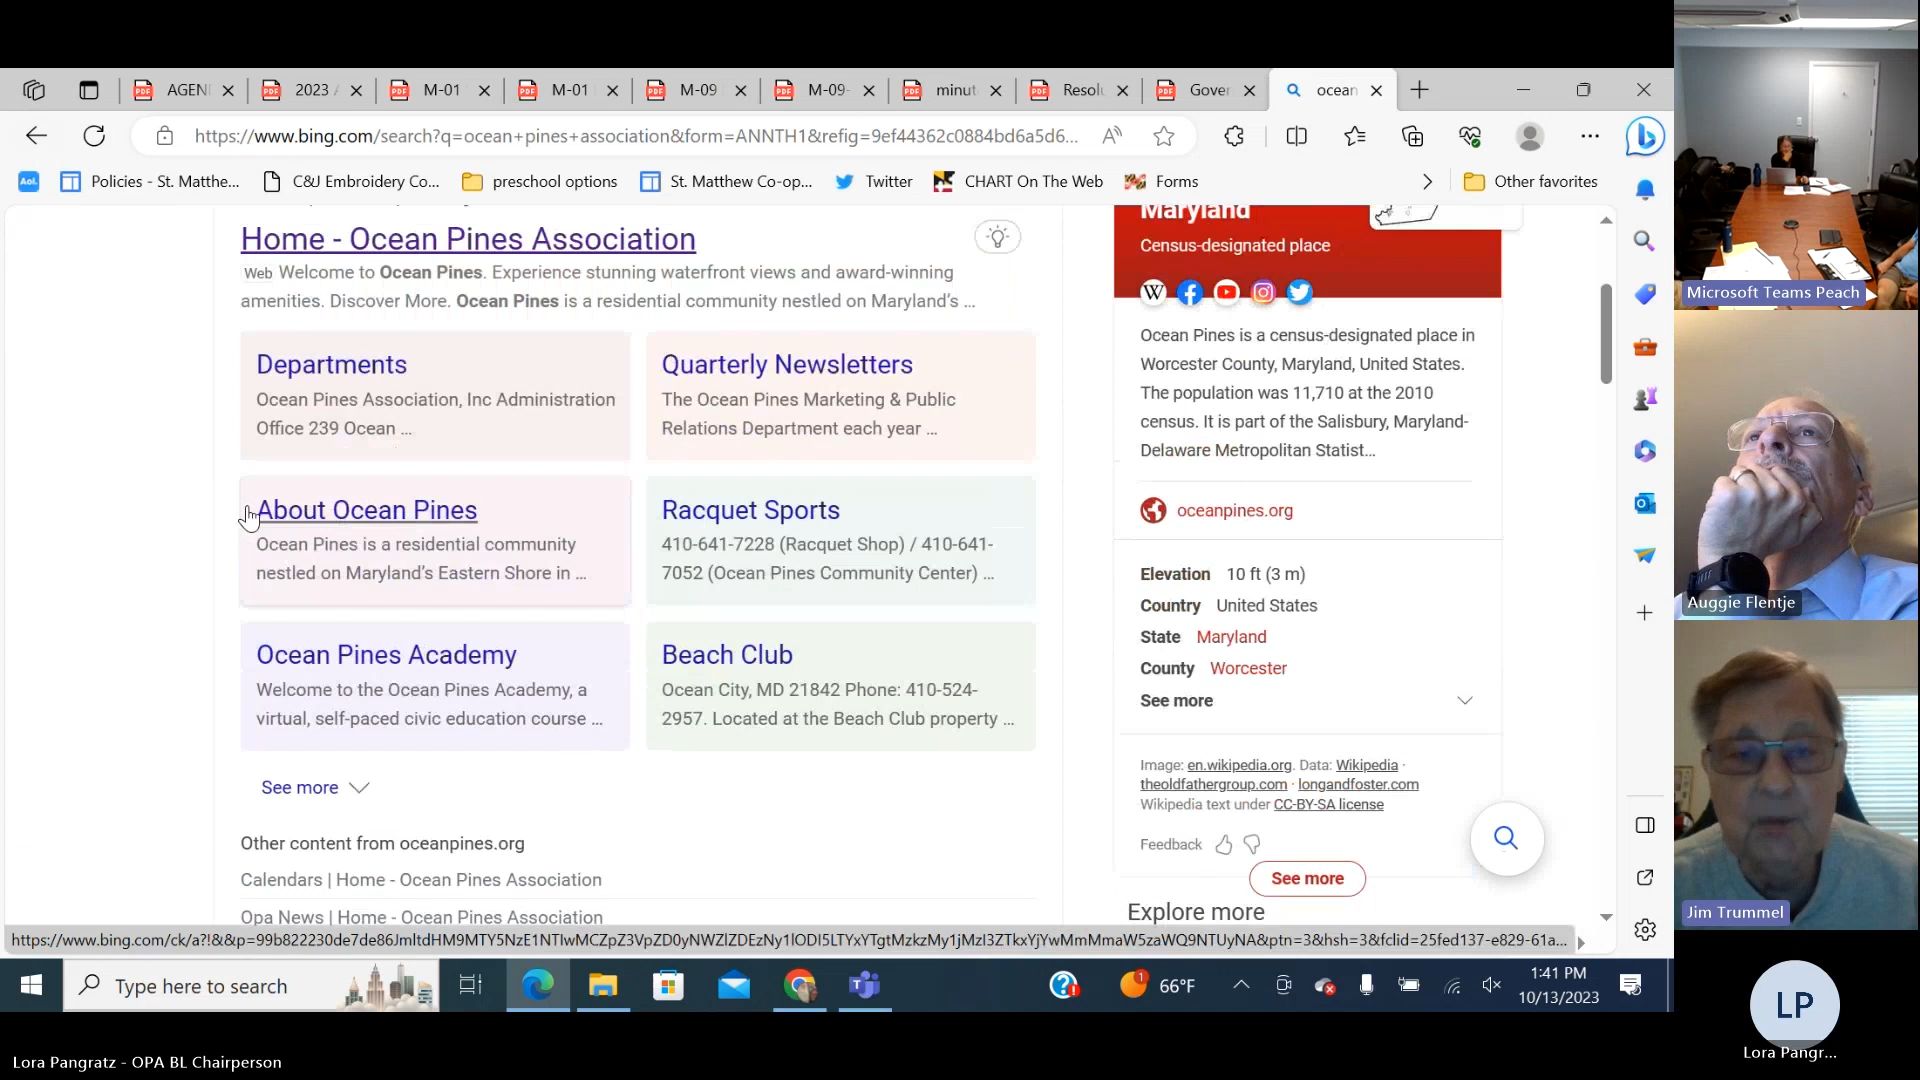 AGEN
2023
M-01
M-01
M-09
M-09-
minut
Resolu
Gover
ocean
https://www.bing.com/search?q=ocean+pines+association&form=ANNTH1&refig=9ef44362c0884bd6a5d6...
Aol.
Policies - St. Matthe...
C&J Embroidery Co...
preschool options
St. Matthew Co-op...
Twitter
CHART On The Web
Forms
Other favorites
Home - Ocean Pines Association
Web Welcome to Ocean Pines. Experience stunning waterfront views and award-winning
amenities. Discover More. Ocean Pines is a residential community nestled on Maryland's ...
Departments
Ocean Pines Association, Inc Administration
Office 239 Ocean ...
Quarterly Newsletters
The Ocean Pines Marketing & Public
Relations Department each year ...
About Ocean Pines
Ocean Pines is a residential community
nestled on Maryland's Eastern Shore in ...
Racquet Sports
410-641-7228 (Racquet Shop) / 410-641-
7052 (Ocean Pines Community Center) ...
Ocean Pines Academy
Welcome to the Ocean Pines Academy, a
virtual, self-paced civic education course ...
Beach Club
Ocean City, MD 21842 Phone: 410-524-
2957. Located at the Beach Club property ...
See more
Other content from oceanpines.org
Calendars | Home - Ocean Pines Association
Opa News | Home - Ocean Pines Association
Maryland
Census-designated place
W
Ocean Pines is a census-designated place in
Worcester County, Maryland, United States.
The population was 11,710 at the 2010
census. It is part of the Salisbury, Maryland-
Delaware Metropolitan Statist...
oceanpines.org
Elevation 10 ft (3 m)
Country United States
State Maryland
County Worcester
See more
Image: en.wikipedia.org. Data: Wikipedia ·
theoldfathergroup.com · longandfoster.com
Wikipedia text under CC-BY-SA license
Feedback
See more
Explore more
Type here to search
1
66°F
1:41 PM
10/13/2023
Microsoft Teams Peach
Auggie Flentje
Jim Trummel
LP
Lora Pangr...
Lora Pangratz - OPA BL Chairperson